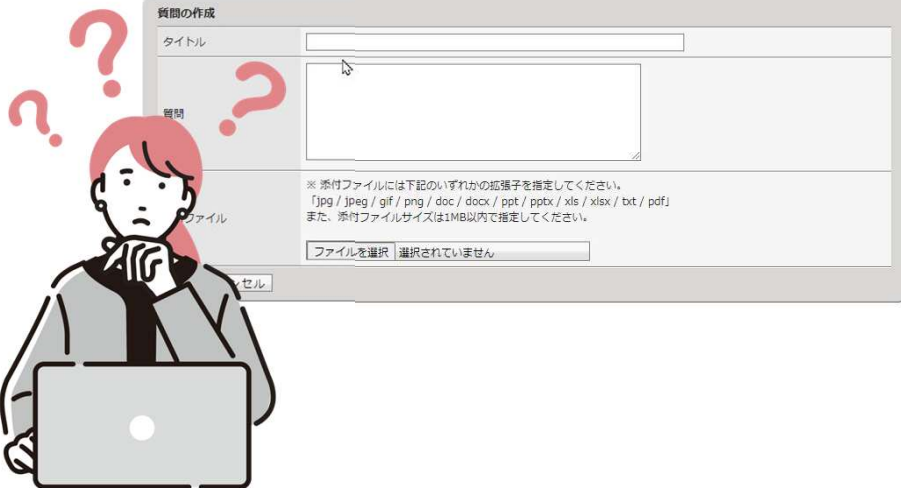 質問の作成
タイトル
質問
※ 添付ファイルには下記のいずれかの拡張子を指定してください。
「jpg / jpeg / gif / png / doc / docx / ppt / pptx / xls / xlsx / txt / pdf」
ファイル
また、添付ファイルサイズは1MB以内で指定してください。
ファイルを選択 選択されていません
ンセル
? ? ?